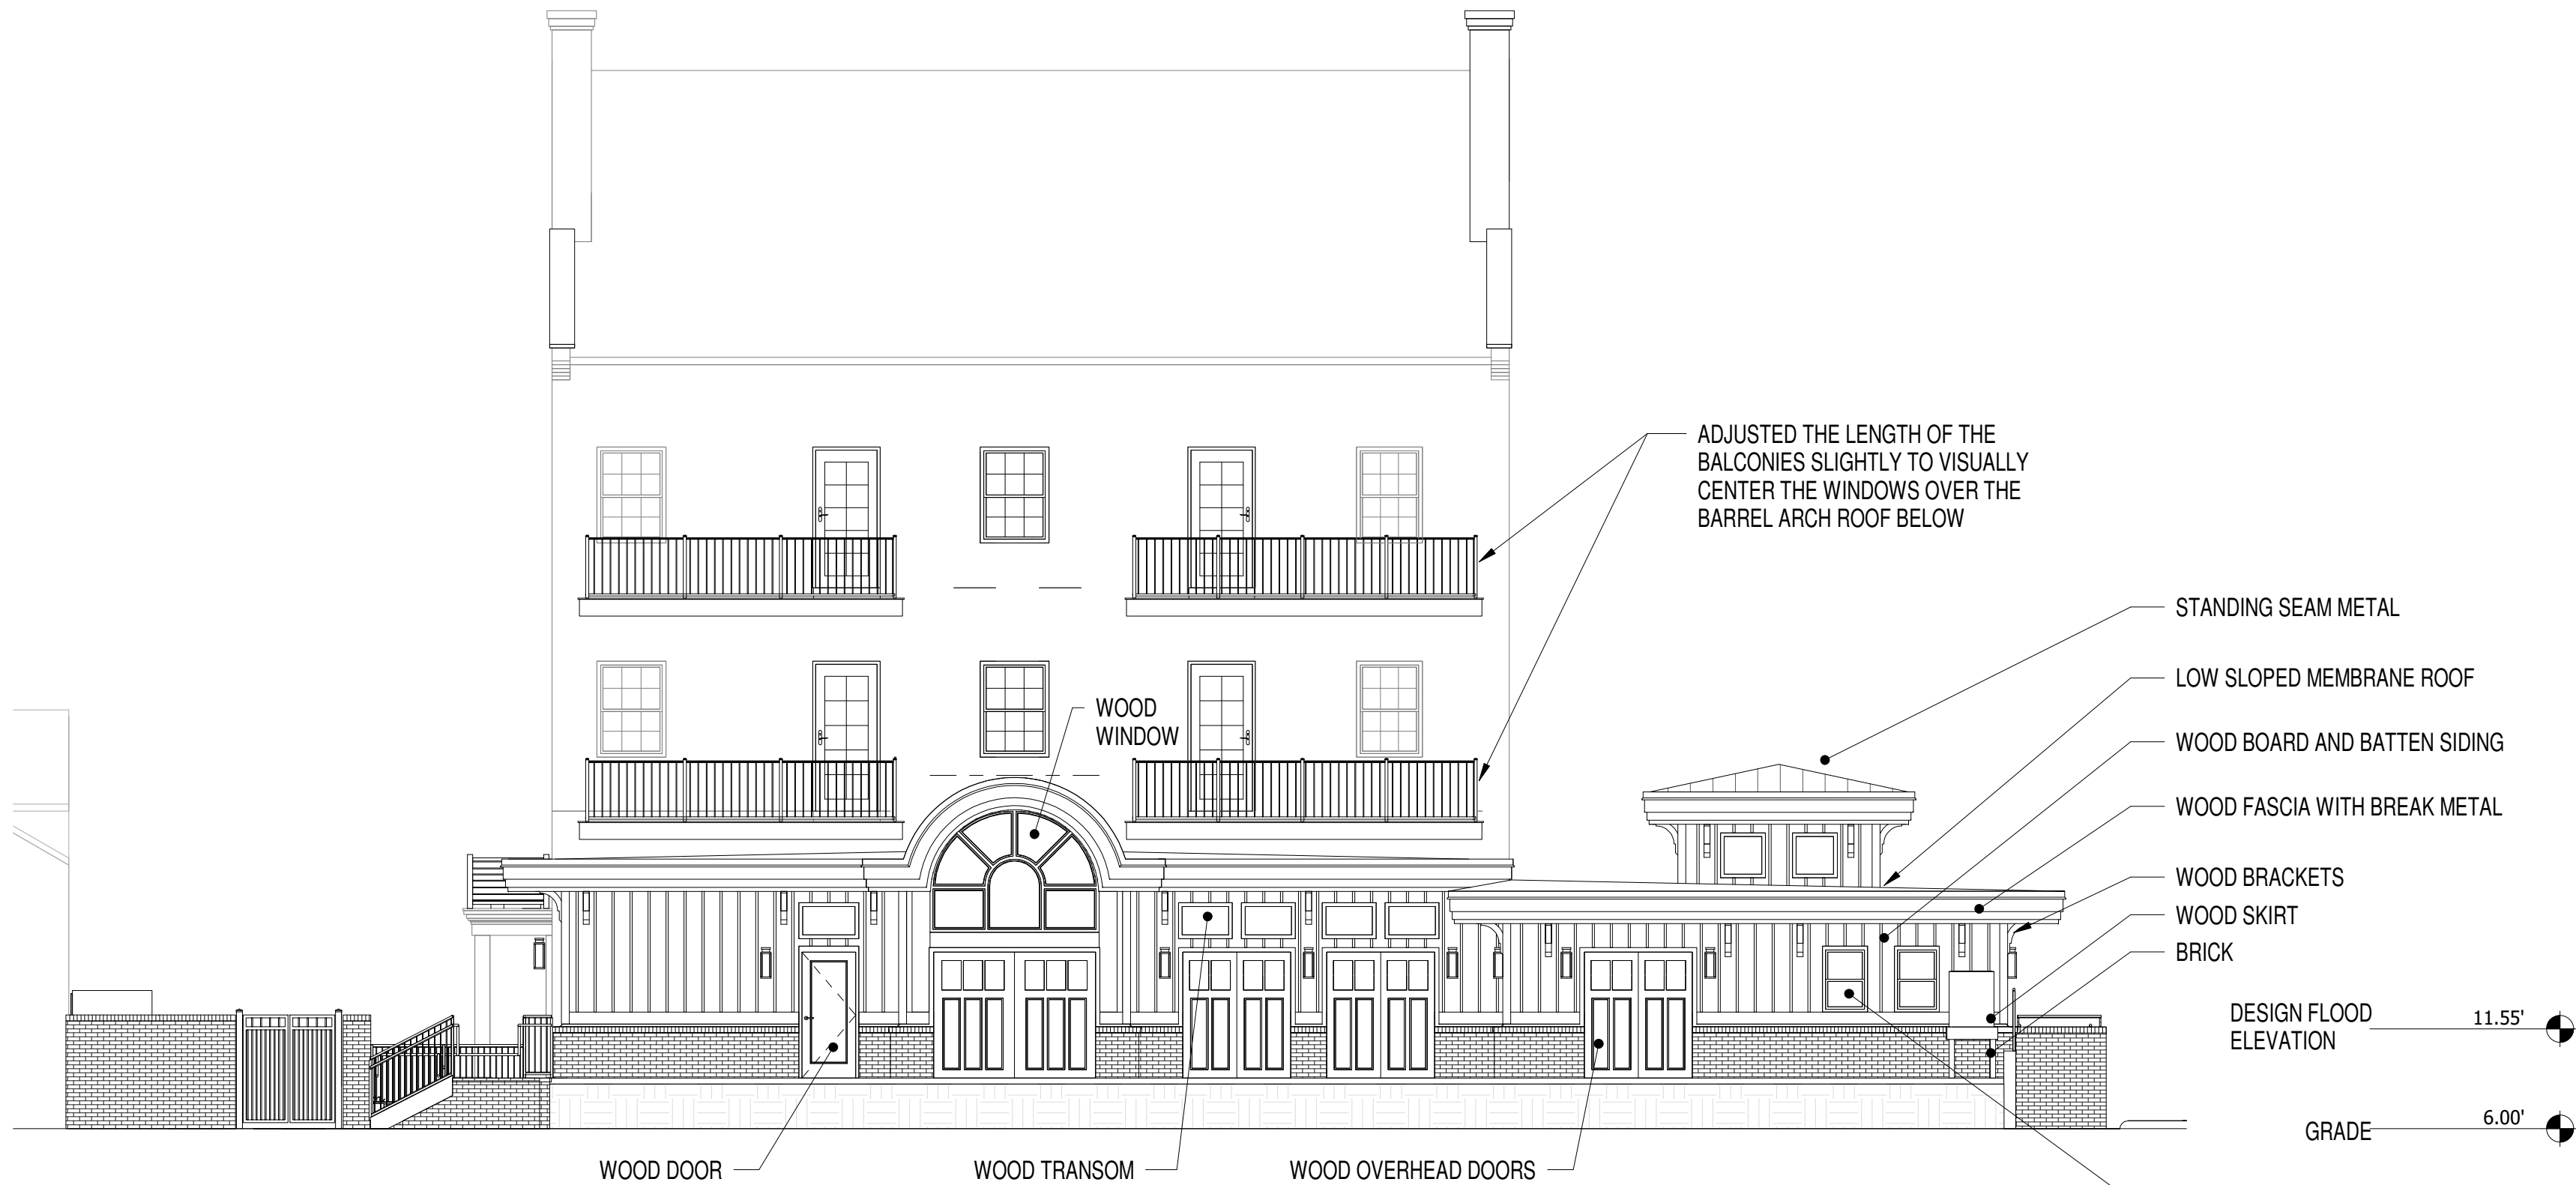 ADJUSTED THE LENGTH OF THE
BALCONIES SLIGHTLY TO VISUALLY
CENTER THE WINDOWS OVER THE
BARREL ARCH ROOF BELOW
STANDING SEAM METAL
LOW SLOPED MEMBRANE ROOF
WOOD
WINDOW
WOOD BOARD AND BATTEN SIDING
WOOD FASCIA WITH BREAK METAL
WOOD BRACKETS
WOOD SKIRT
BRICK
DESIGN FLOOD
ELEVATION
11.55'
GRADE
6.00'
WOOD DOOR
WOOD TRANSOM
WOOD OVERHEAD DOORS